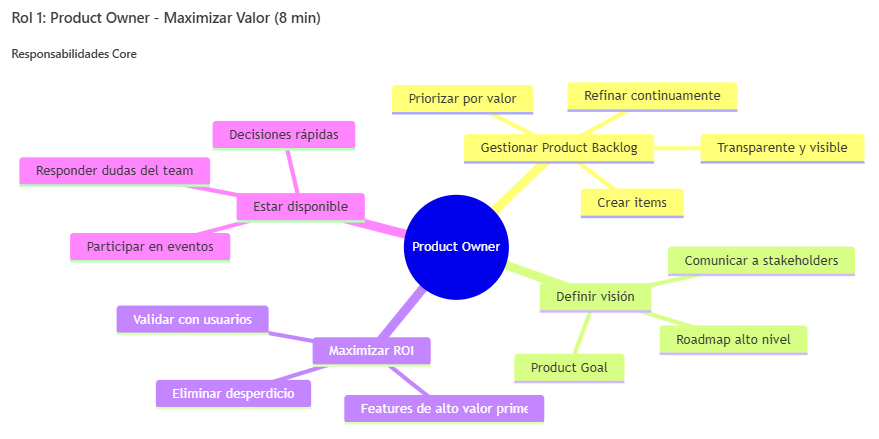 Rol 1: Product Owner - Maximizar Valor (8 min)
Responsabilidades Core
Priorizar por valor
Refinar continuamente
Gestionar Product Backlog
Transparente y visible
Crear items
Decisiones rápidas
Responder dudas del team
Estar disponible
Participar en eventos
Product Owner
Comunicar a stakeholders
Definir visión
Roadmap alto nivel
Product Goal
Validar con usuarios
Maximizar ROI
Eliminar desperdicio
Features de alto valor prime